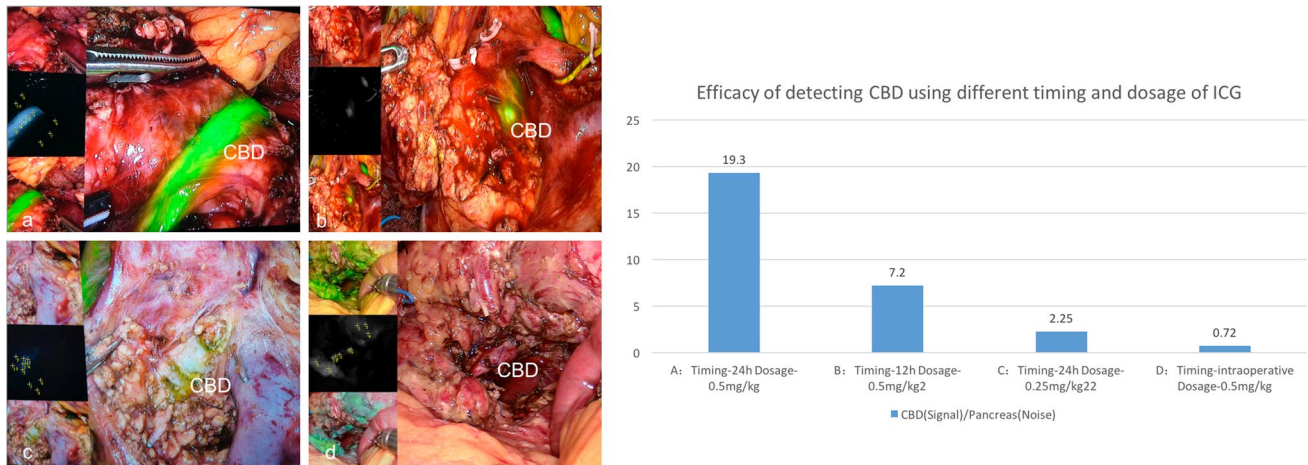 CBD
a
CBD
b
CBD
c
CBD
d
Efficacy of detecting CBD using different timing and dosage of ICG
25
20
15
10
5
0
19.3
7.2
2.25
0.72
A： Timing-24h Dosage-
0.5mg/kg
B： Timing-12h Dosage-
0.5mg/kg2
C： Timing-24h Dosage-
0.25mg/kg22
D： Timing-intraoperative
Dosage-0.5mg/kg
CBD(Signal)/Pancreas(Noise)